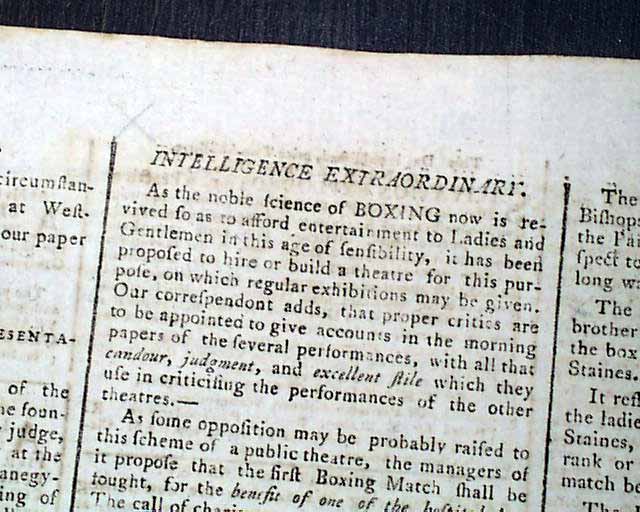 circumſtan-
at Weſt-
our paper
ESENTA-
of the
ne foun-
judge,
at the
anegy-
ing of
INTELLIGENCE EXTRAORDINARY.
As the noble ſcience of BOXING now is re-
vived ſo as to afford entertainment to Ladies and
Gentlemen in this age of ſenſibility, it has been
propoſed to hire or build a theatre for this pur-
poſe, on which regular exhibitions may be given.
Our correſpondent adds, that proper critics are
to be appointed to give accounts in the morning
papers of the ſeveral performances, with all that
candour, judgment, and excellent ſtile which they
uſe in criticiſing the performances of the other
theatres.—
As ſome oppoſition may be probably raiſed to
this ſcheme of a public theatre, the managers of
it propoſe that the firſt Boxing Match ſhall be
fought, for the benefit of one of the
The call of
The
Biſhops
the Pa
ſpect to
long wa
The
brother
the box
Staines.
It reſl
the ladie
Staines,
rank or
match be